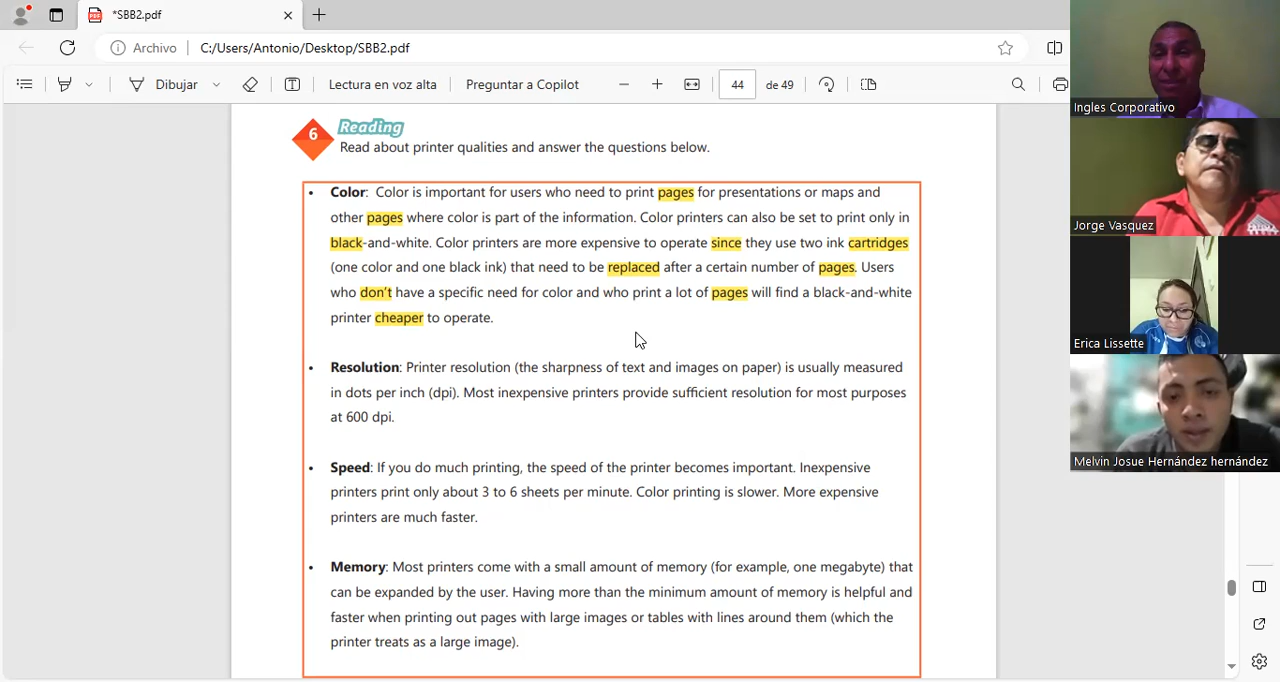 *SBB2.pdf
Archivo
C:/Users/Antonio/Desktop/SBB2.pdf
Dibujar
Lectura en voz alta
Preguntar a Copilot
44
de 49
6
Reading
Read about printer qualities and answer the questions below.
• Color: Color is important for users who need to print pages for presentations or maps and
other pages where color is part of the information. Color printers can also be set to print only in
black-and-white. Color printers are more expensive to operate since they use two ink cartridges
(one color and one black ink) that need to be replaced after a certain number of pages. Users
who don't have a specific need for color and who print a lot of pages will find a black-and-white
printer cheaper to operate.
• Resolution: Printer resolution (the sharpness of text and images on paper) is usually measured
in dots per inch (dpi). Most inexpensive printers provide sufficient resolution for most purposes
at 600 dpi.
• Speed: If you do much printing, the speed of the printer becomes important. Inexpensive
printers print only about 3 to 6 sheets per minute. Color printing is slower. More expensive
printers are much faster.
• Memory: Most printers come with a small amount of memory (for example, one megabyte) that
can be expanded by the user. Having more than the minimum amount of memory is helpful and
faster when printing out pages with large images or tables with lines around them (which the
printer treats as a large image).
Ingles Corporativo
Jorge Vasquez
Erica Lissette
Melvin Josue Hernández hernández